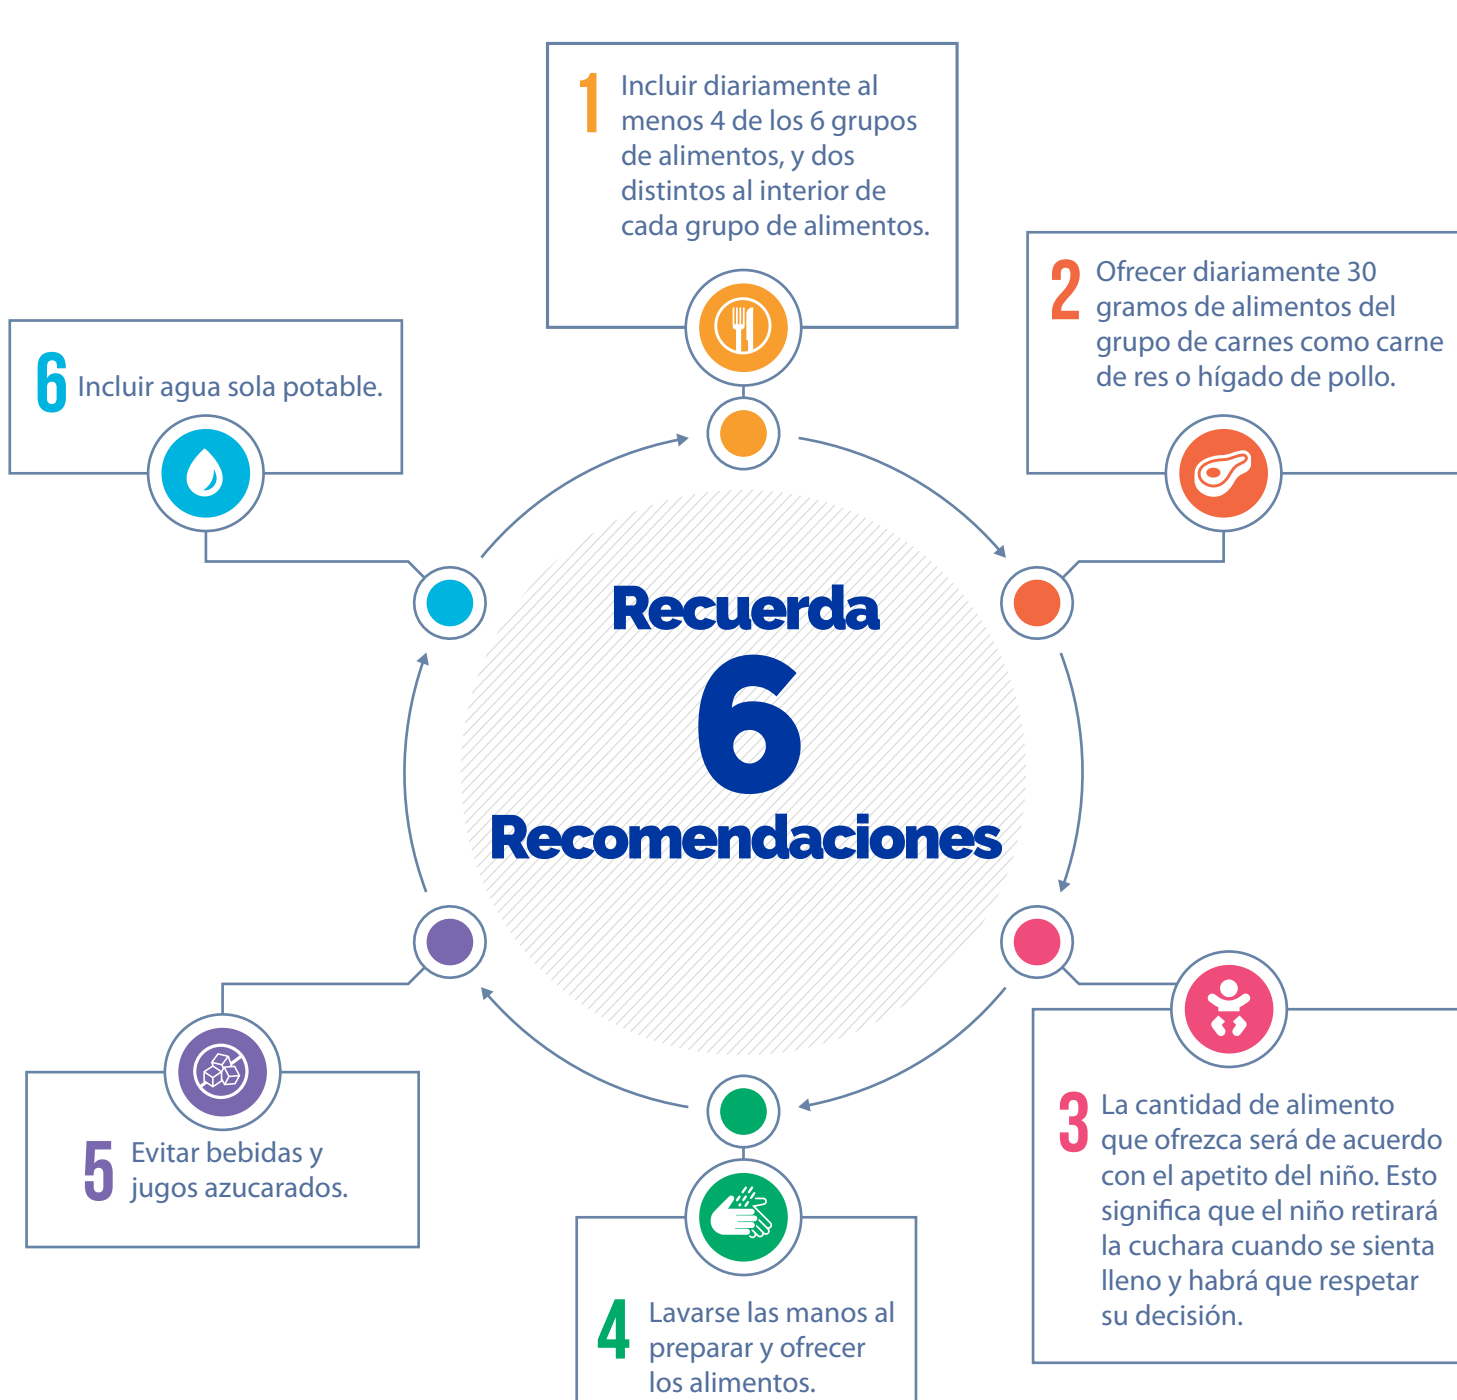 Recuerda
6
Recomendaciones
1
Incluir diariamente al
menos 4 de los 6 grupos
de alimentos, y dos
distintos al interior de
cada grupo de alimentos.
2
Ofrecer diariamente 30
gramos de alimentos del
grupo de carnes como carne
de res o hígado de pollo.
3
La cantidad de alimento
que ofrezca será de acuerdo
con el apetito del niño. Esto
significa que el niño retirará
la cuchara cuando se sienta
lleno y habrá que respetar
su decisión.
4
Lavarse las manos al
preparar y ofrecer
los alimentos.
5
Evitar bebidas y
jugos azucarados.
6
Incluir agua sola potable.